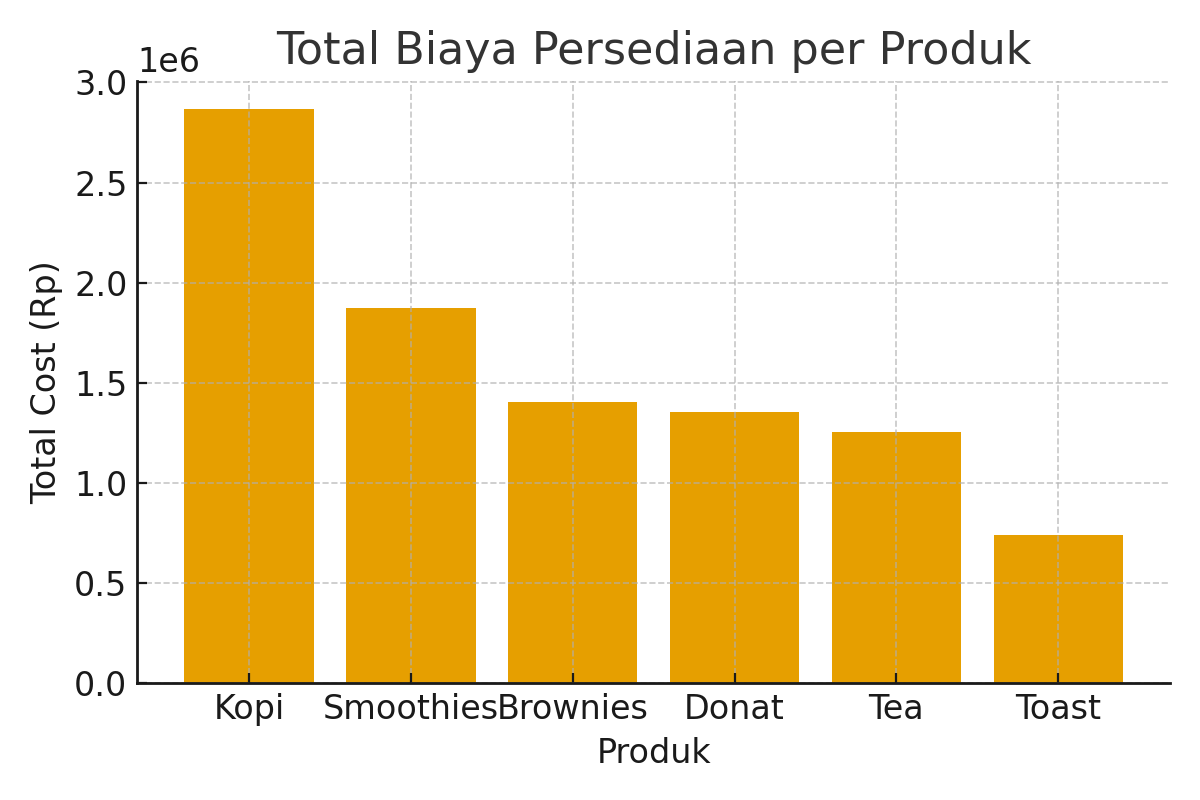 Total Biaya Persediaan per Produk
1e6
3.0
2.5
2.0
1.5
1.0
0.5
0.0
Total Cost (Rp)
Kopi Smoothies Brownies Donat Tea Toast
Produk